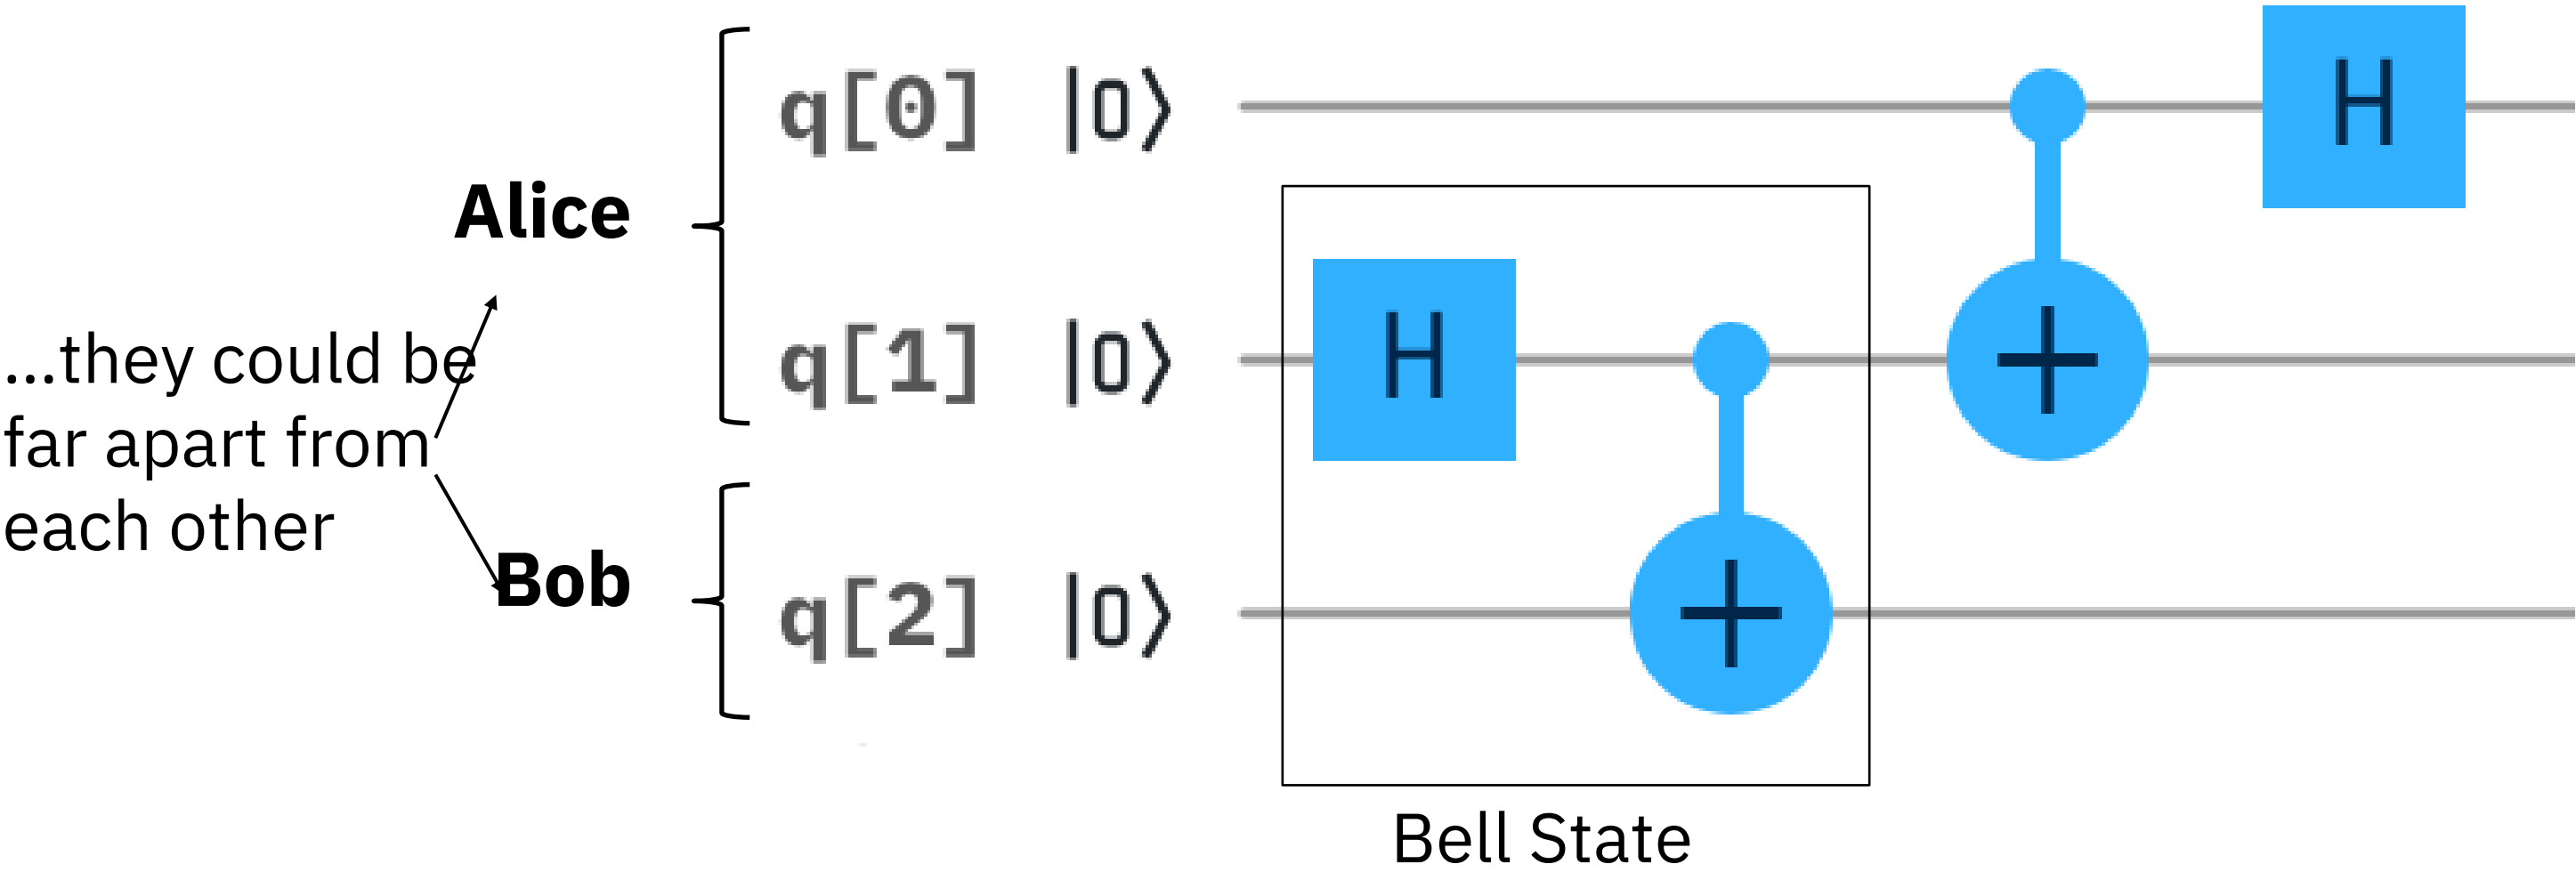 q[0] |0⟩
H
Alice
q[1] |0⟩
H
...they could be
far apart from
each other
Bob
q[2] |0⟩
Bell State